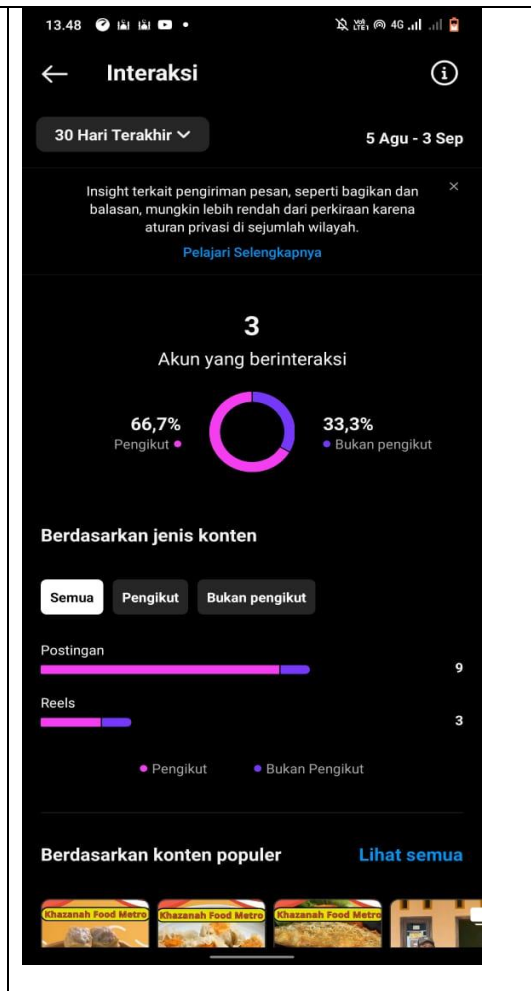 13.48
4G
Interaksi
30 Hari Terakhir
5 Agu - 3 Sep
Insight terkait pengiriman pesan, seperti bagikan dan
balasan, mungkin lebih rendah dari perkiraan karena
aturan privasi di sejumlah wilayah.
Pelajari Selengkapnya
3
Akun yang berinteraksi
66,7%
Pengikut
33,3%
Bukan pengikut
Berdasarkan jenis konten
Semua Pengikut Bukan pengikut
Postingan
9
Reels
3
Pengikut Bukan Pengikut
Berdasarkan konten populer Lihat semua
Khazanah Food Metro Khazanah Food Metro Khazanah Food Metro